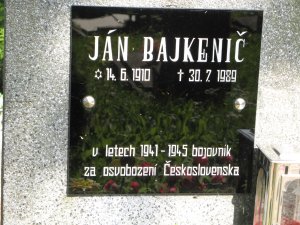 JÁN BAJKENIČ
✡ 14. 6. 1910 † 30. 7. 1989
v letech 1941 - 1945 bojovník
za osvobození Československa